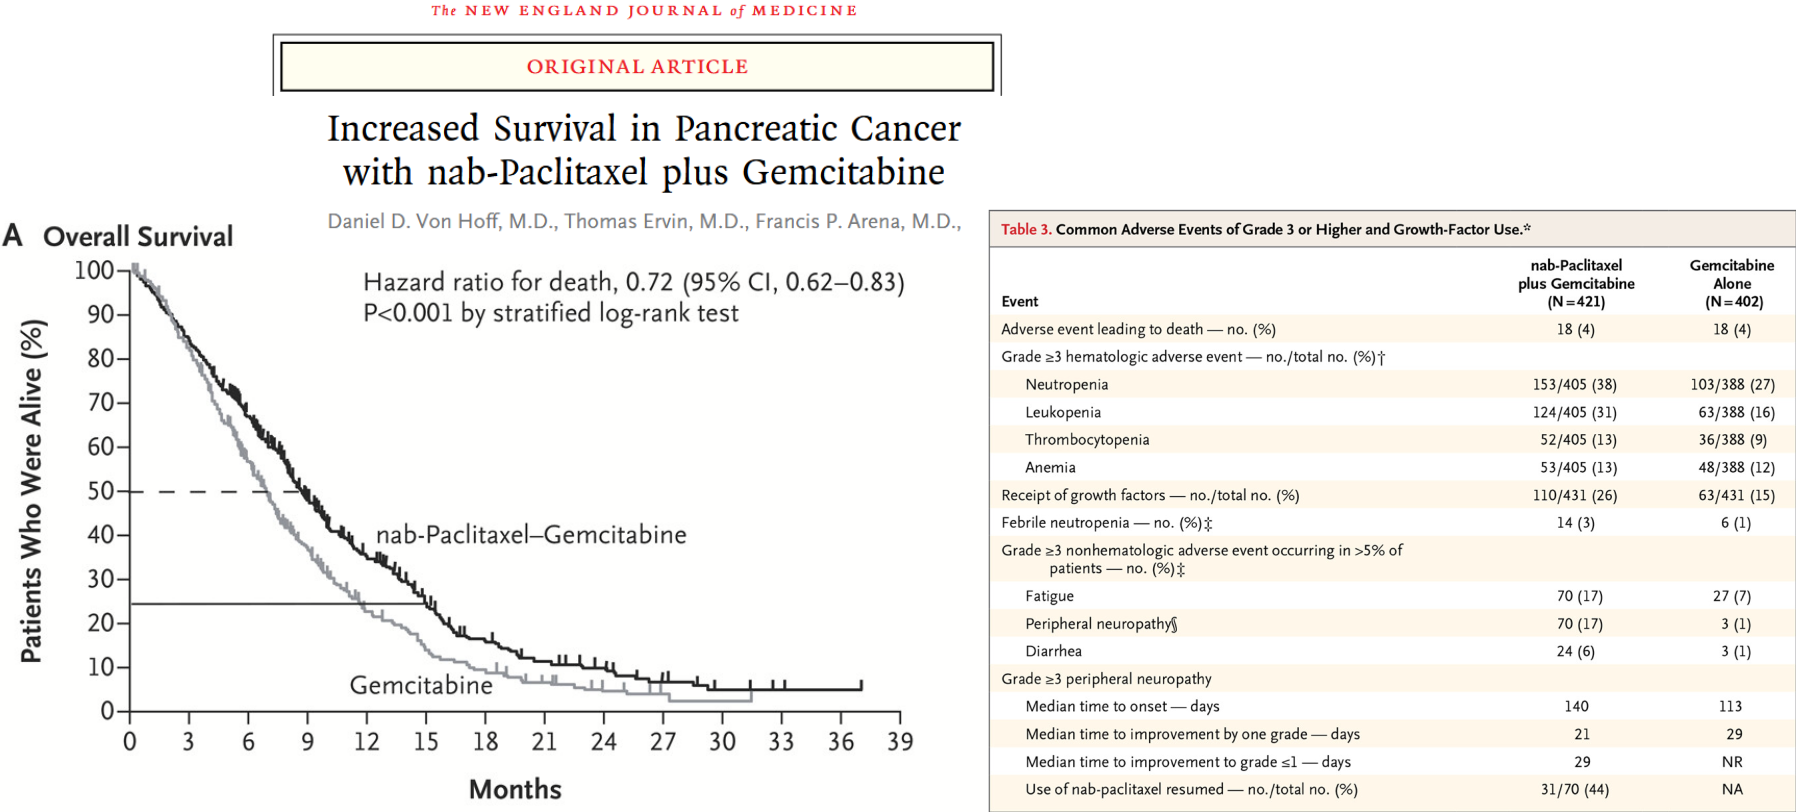 The NEW ENGLAND JOURNAL of MEDICINE
ORIGINAL ARTICLE
Increased Survival in Pancreatic Cancer
with nab-Paclitaxel plus Gemcitabine
Daniel D. Von Hoff, M.D., Thomas Ervin, M.D., Francis P. Arena, M.D.,
A Overall Survival
Hazard ratio for death, 0.72 (95% CI, 0.62–0.83)
P<0.001 by stratified log-rank test
Patients Who Were Alive (%)
100
90
80
70
60
50
40
30
20
10
0
nab-Paclitaxel–Gemcitabine
Gemcitabine
0 3 6 9 12 15 18 21 24 27 30 33 36 39
Months
Table 3. Common Adverse Events of Grade 3 or Higher and Growth-Factor Use.*
Event
nab-Paclitaxel
plus Gemcitabine
(N=421)
Gemcitabine
Alone
(N=402)
Adverse event leading to death — no. (%) 18 (4) 18 (4)
Grade ≥3 hematologic adverse event — no./total no. (%)†
Neutropenia 153/405 (38) 103/388 (27)
Leukopenia 124/405 (31) 63/388 (16)
Thrombocytopenia 52/405 (13) 36/388 (9)
Anemia 53/405 (13) 48/388 (12)
Receipt of growth factors — no./total no. (%) 110/431 (26) 63/431 (15)
Febrile neutropenia — no. (%)‡ 14 (3) 6 (1)
Grade ≥3 nonhematologic adverse event occurring in >5% of
patients — no. (%)‡
Fatigue 70 (17) 27 (7)
Peripheral neuropathy§ 70 (17) 3 (1)
Diarrhea 24 (6) 3 (1)
Grade ≥3 peripheral neuropathy
Median time to onset — days 140 113
Median time to improvement by one grade — days 21 29
Median time to improvement to grade ≤1 — days 29 NR
Use of nab-paclitaxel resumed — no./total no. (%) 31/70 (44) NA